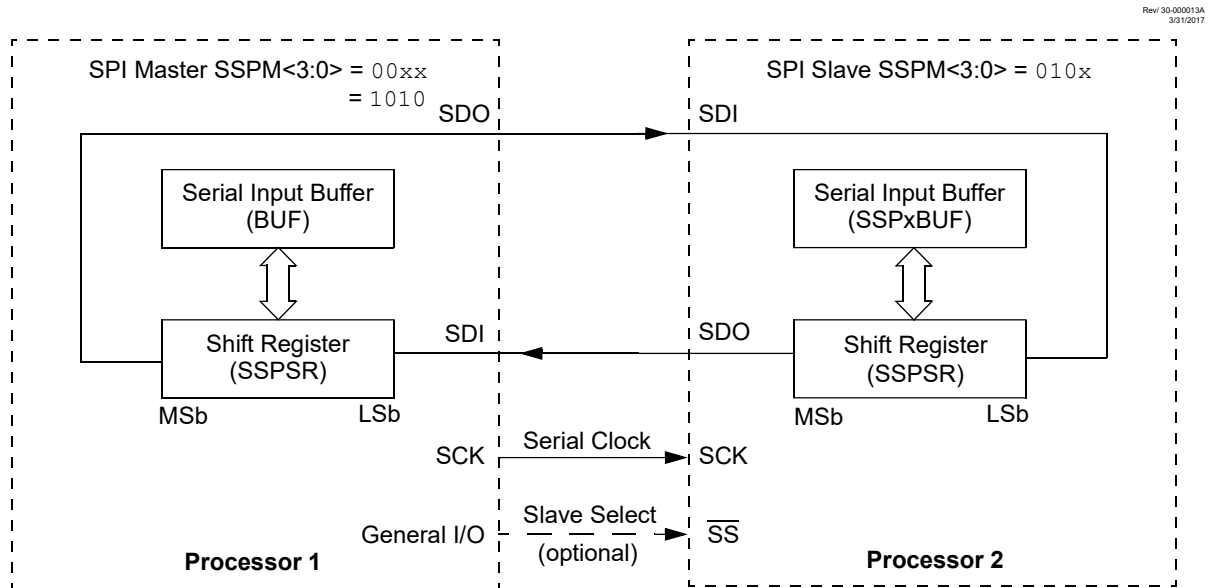 Rev/ 30-000013A
3/31/2017
SPI Master SSPM<3:0> = 00xx
= 1010
SDO
Serial Input Buffer
(BUF)
Shift Register
(SSPSR)
MSb
LSb
SDI
SCK
General I/O
Processor 1
Serial Clock
Slave Select
(optional)
SPI Slave SSPM<3:0> = 010x
SDI
Serial Input Buffer
(SSPxBUF)
SDO
Shift Register
(SSPSR)
MSb
LSb
SCK
SS
Processor 2